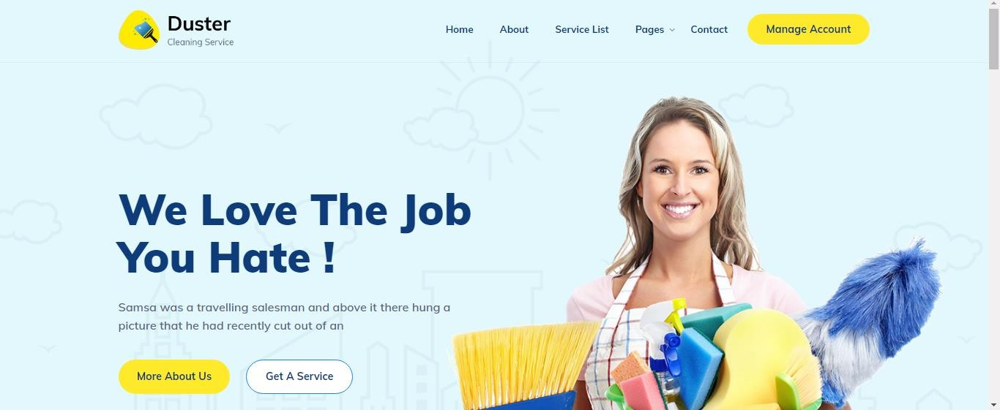 Duster
Cleaning Service
Home
About
Service List
Pages
Contact
Manage Account
We Love The Job
You Hate !
Samsa was a travelling salesman and above it there hung a
picture that he had recently cut out of an
More About Us
Get A Service